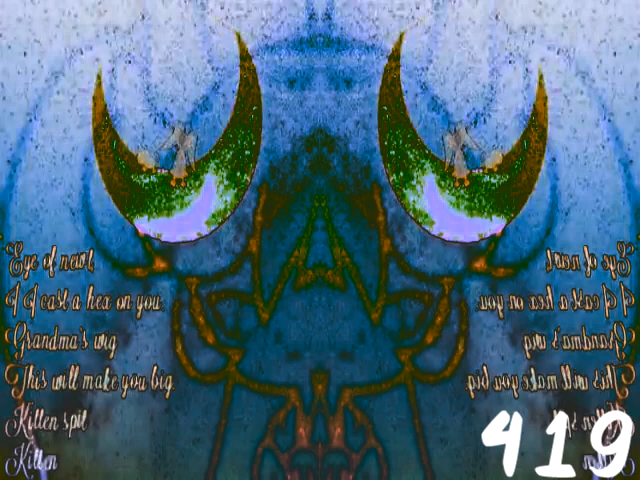 Eye of newt
I I cast a hex on you
Grandma's wig
This will make you big
Kitten spit
Kitten
419